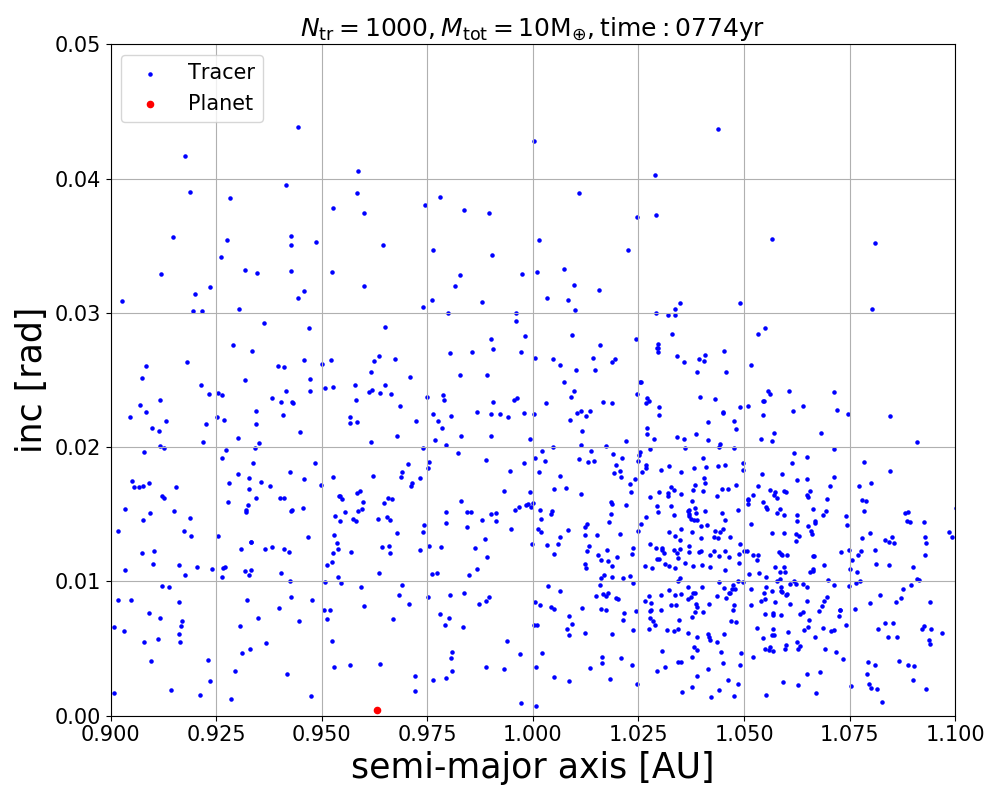 N_tr = 1000, M_tot = 10M_⊕, time : 0774yr
0.05
Tracer
Planet
0.04
0.03
0.02
0.01
0.00
inc [rad]
0.900 0.925 0.950 0.975 1.000 1.025 1.050 1.075 1.100
semi-major axis [AU]